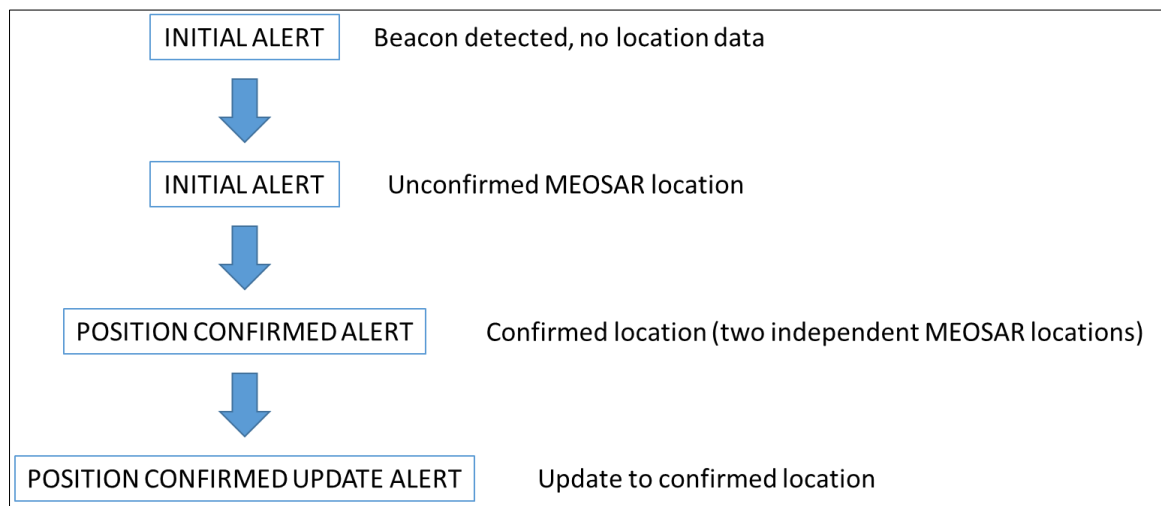 INITIAL ALERT Beacon detected, no location data
INITIAL ALERT Unconfirmed MEOSAR location
POSITION CONFIRMED ALERT Confirmed location (two independent MEOSAR locations)
POSITION CONFIRMED UPDATE ALERT Update to confirmed location